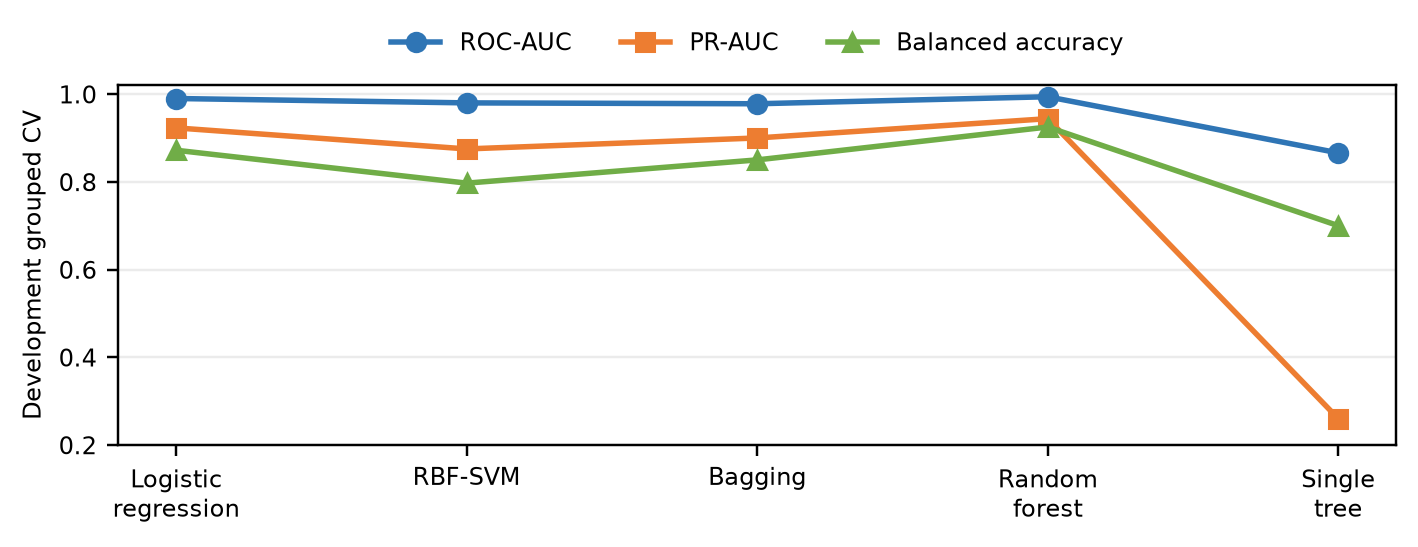 ROC-AUC PR-AUC Balanced accuracy
Development grouped CV
1.0
0.8
0.6
0.4
0.2
Logistic
regression
RBF-SVM
Bagging
Random
forest
Single
tree